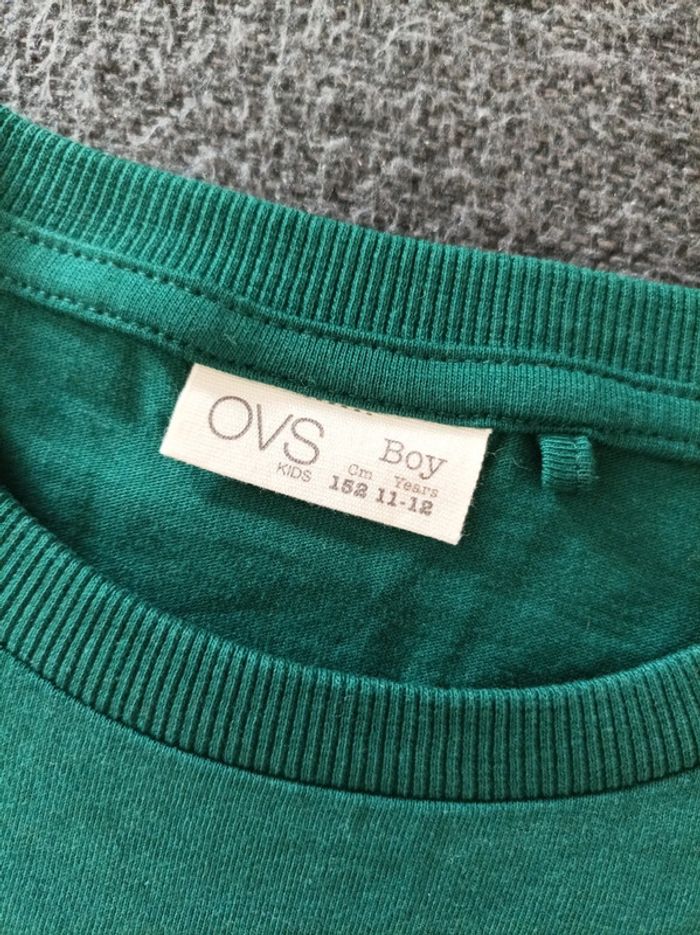 OVS
KIDS
Boy
Cm Years
152 11-12